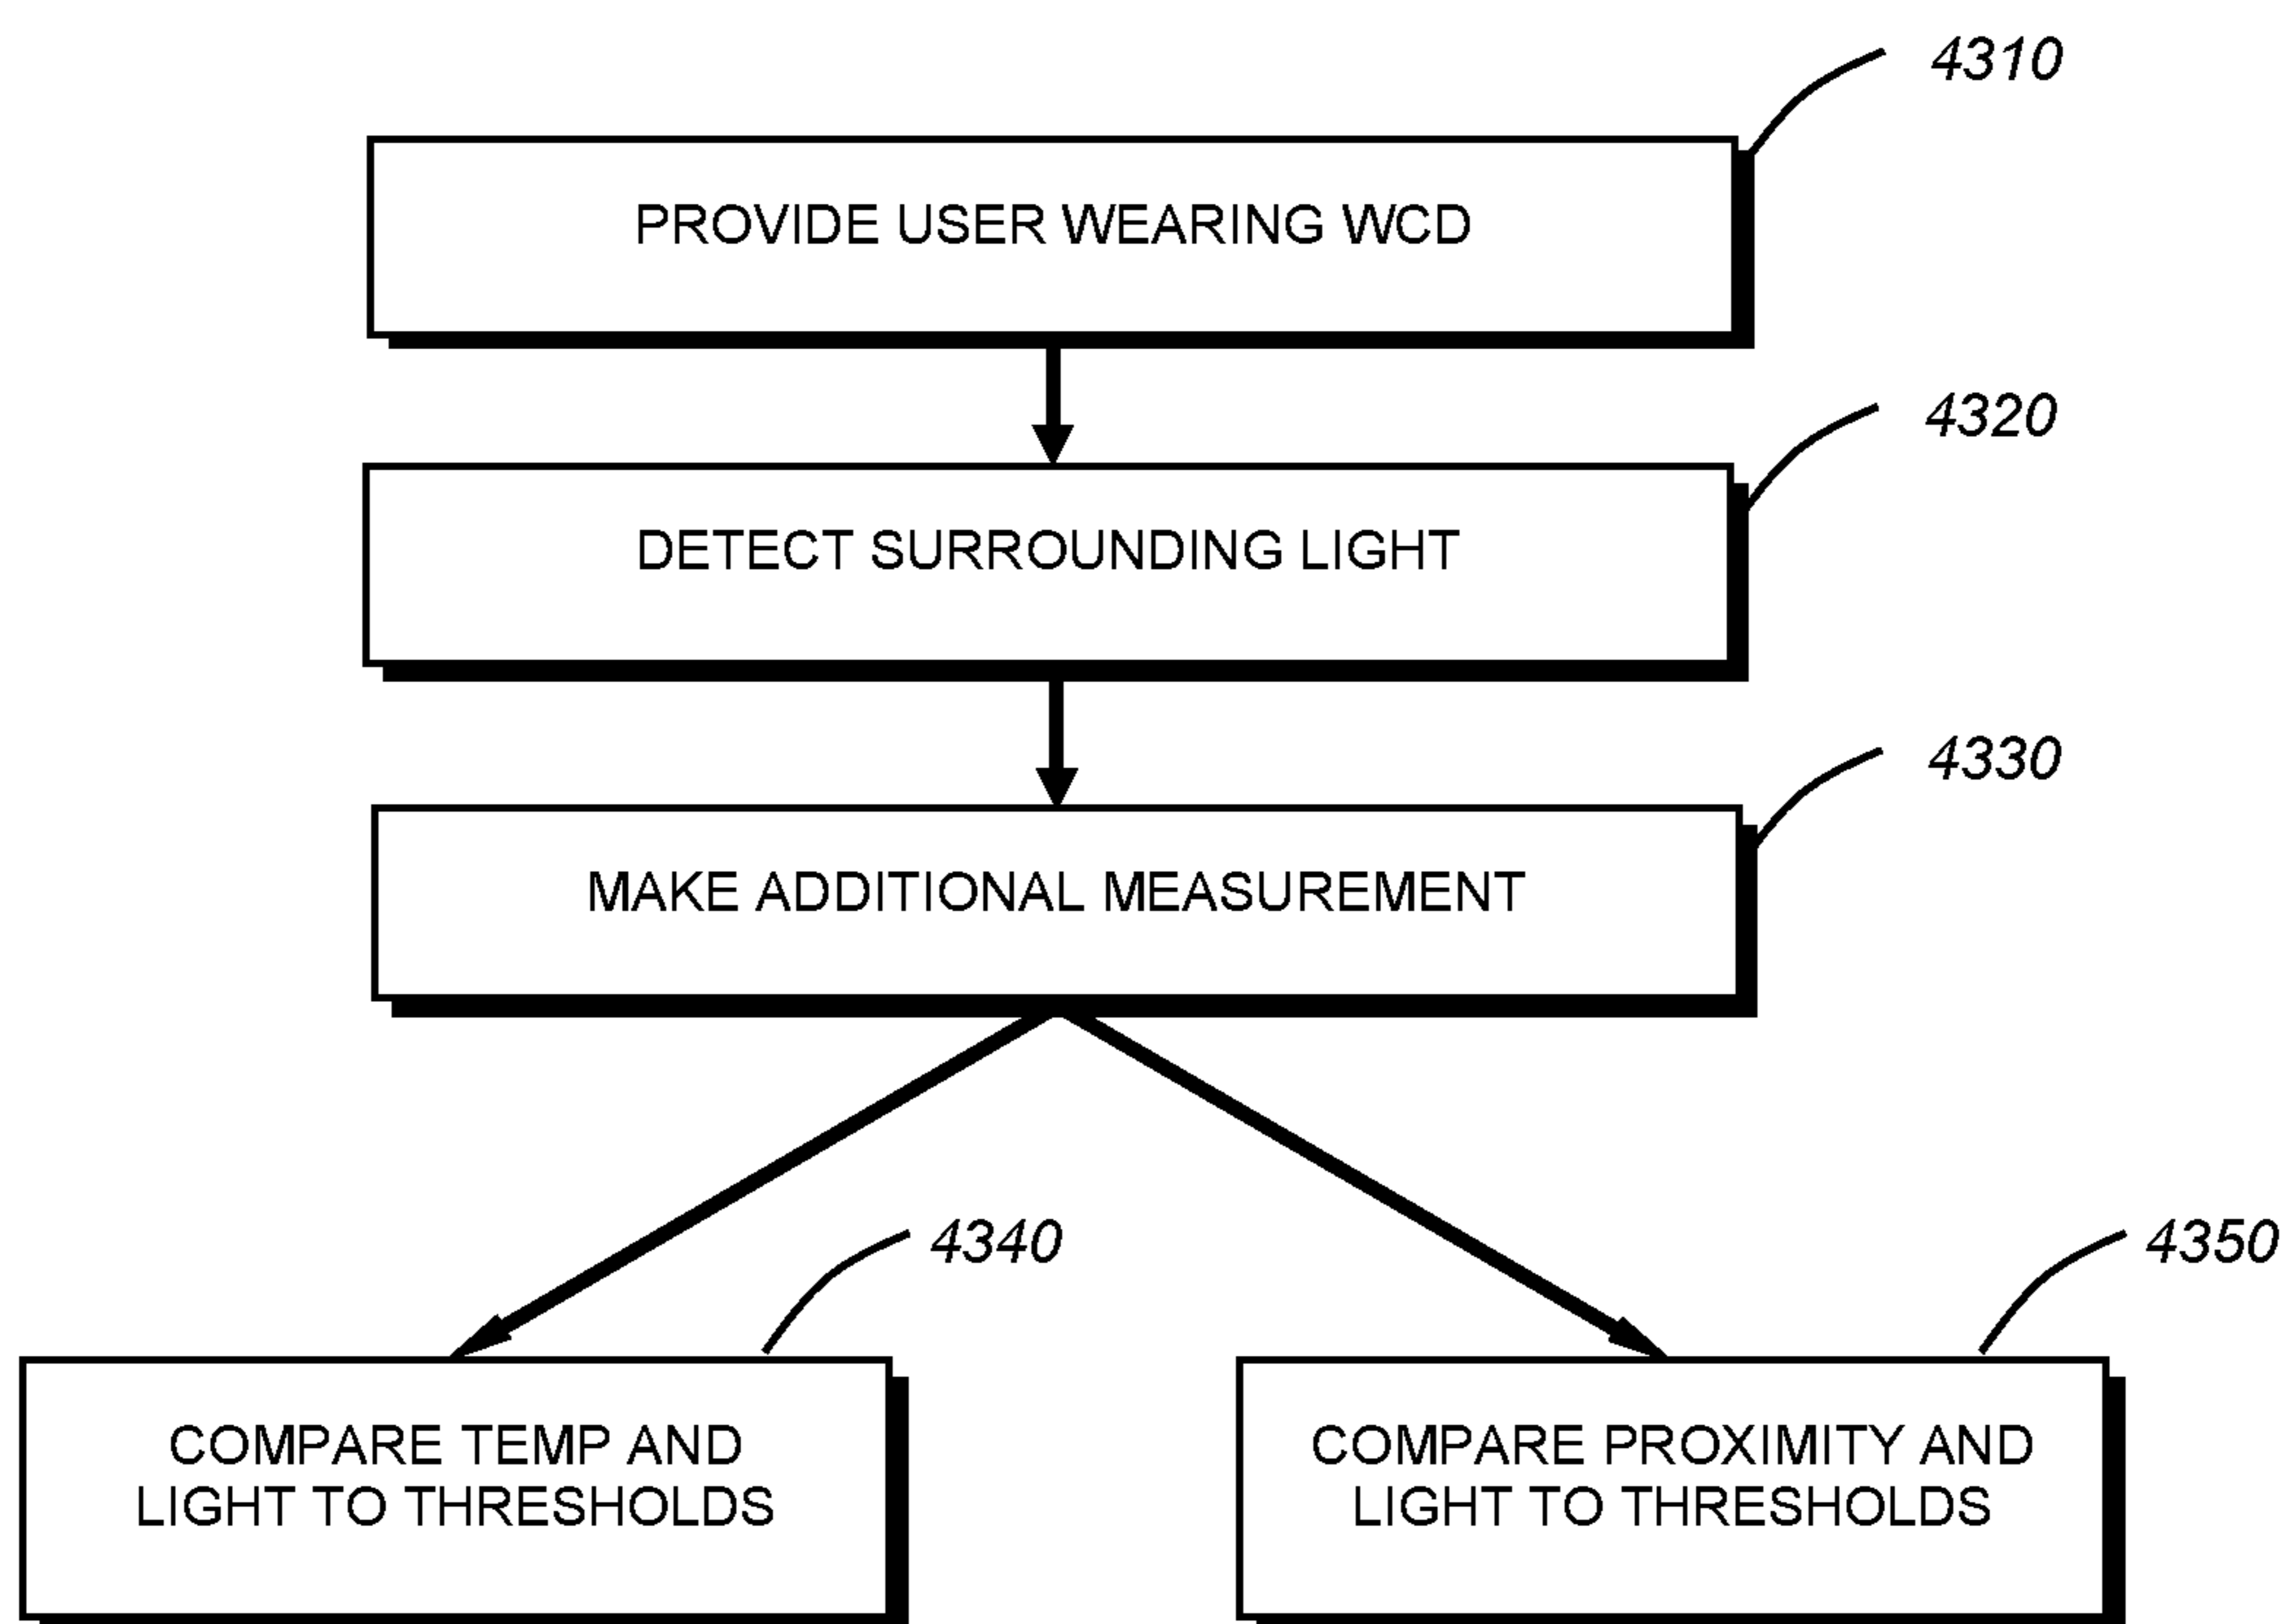 4310
PROVIDE USER WEARING WCD
4320
DETECT SURROUNDING LIGHT
4330
MAKE ADDITIONAL MEASUREMENT
4340
COMPARE TEMP AND
LIGHT TO THRESHOLDS
4350
COMPARE PROXIMITY AND
LIGHT TO THRESHOLDS